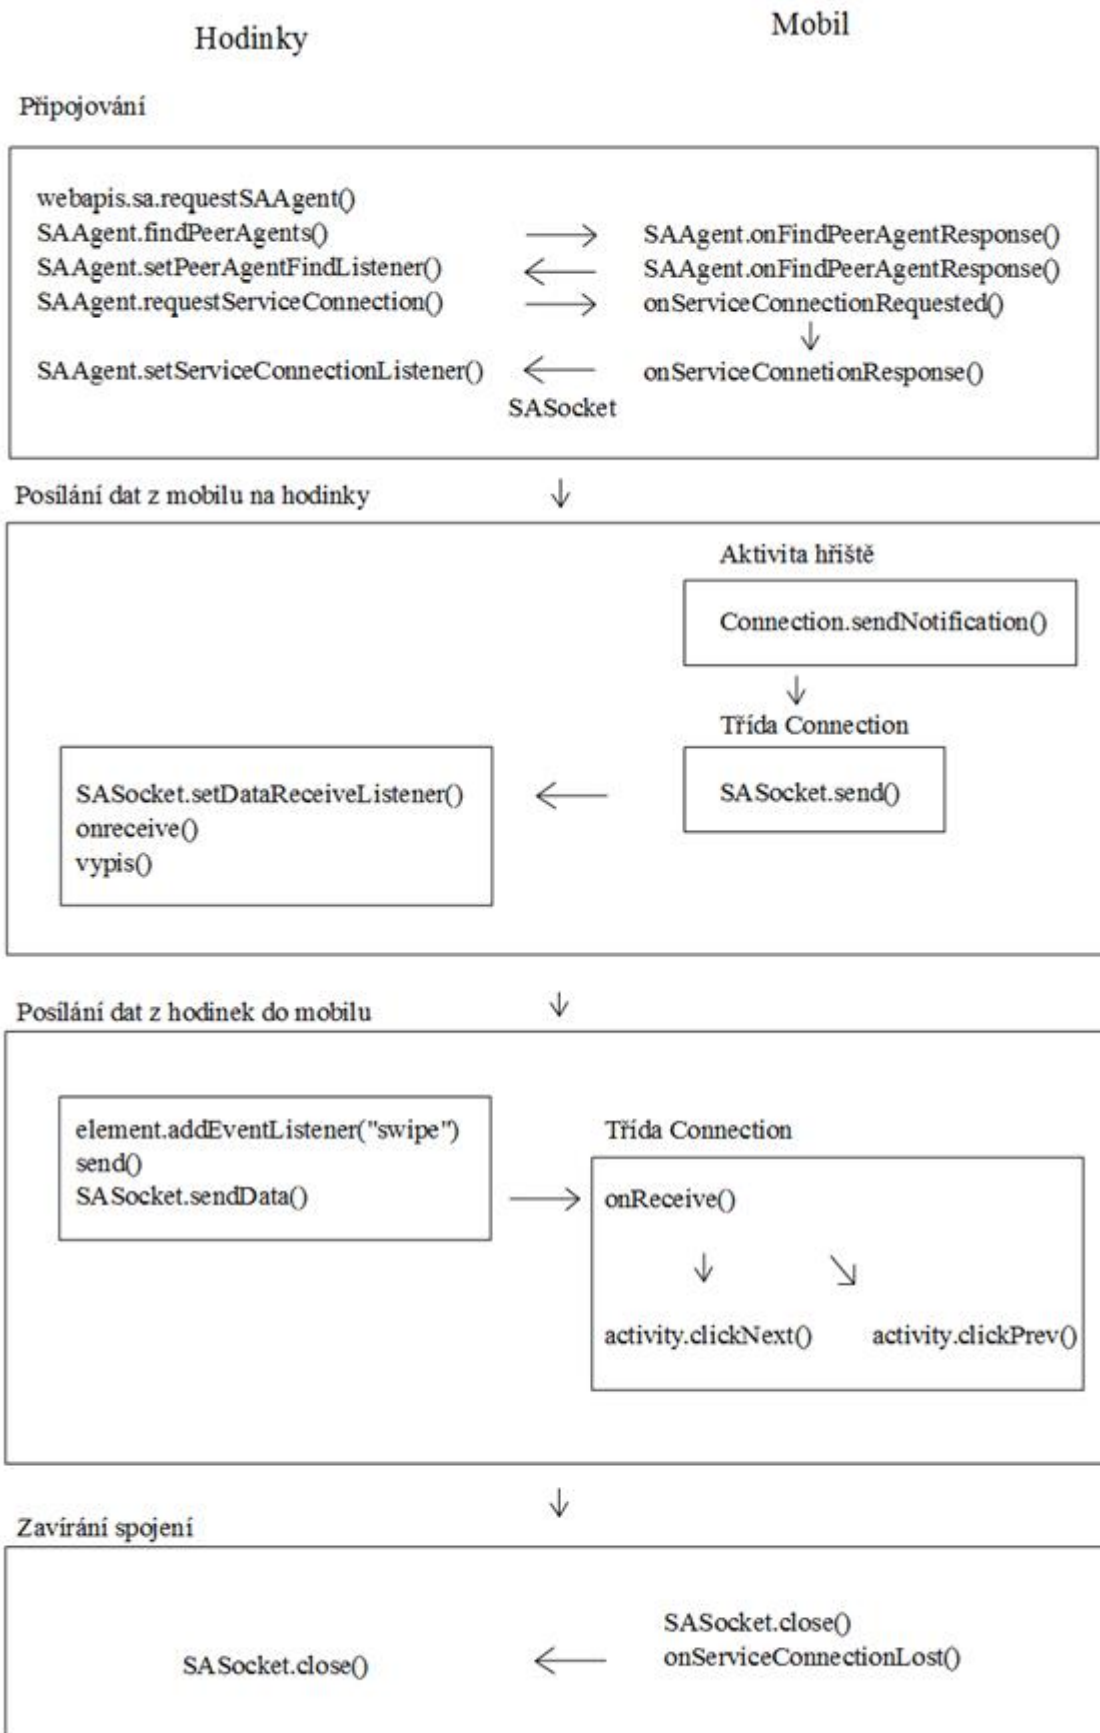 Hodinky
Mobil
Připojování
webapis.sa.requestSAAgent()
SAAgent.findPeerAgents()
SAAgent.onFindPeerAgentResponse()
SAAgent.setPeerAgentFindListener()
SAAgent.onFindPeerAgentResponse()
SAAgent.requestServiceConnection()
onServiceConnectionRequested()
SAAgent.setServiceConnectionListener()
onServiceConnetionResponse()
SASocket
Posílání dat z mobilu na hodinky
Aktivita hřiště
Connection.sendNotification()
Třída Connection
SASocket.send()
SASocket.setDataReceiveListener()
onreceive()
vypis()
Posílání dat z hodinek do mobilu
element.addEventListener("swipe")
send()
SASocket.sendData()
Třída Connection
onReceive()
activity.clickNext()
activity.clickPrev()
Zavírání spojení
SASocket.close()
onServiceConnectionLost()
SASocket.close()